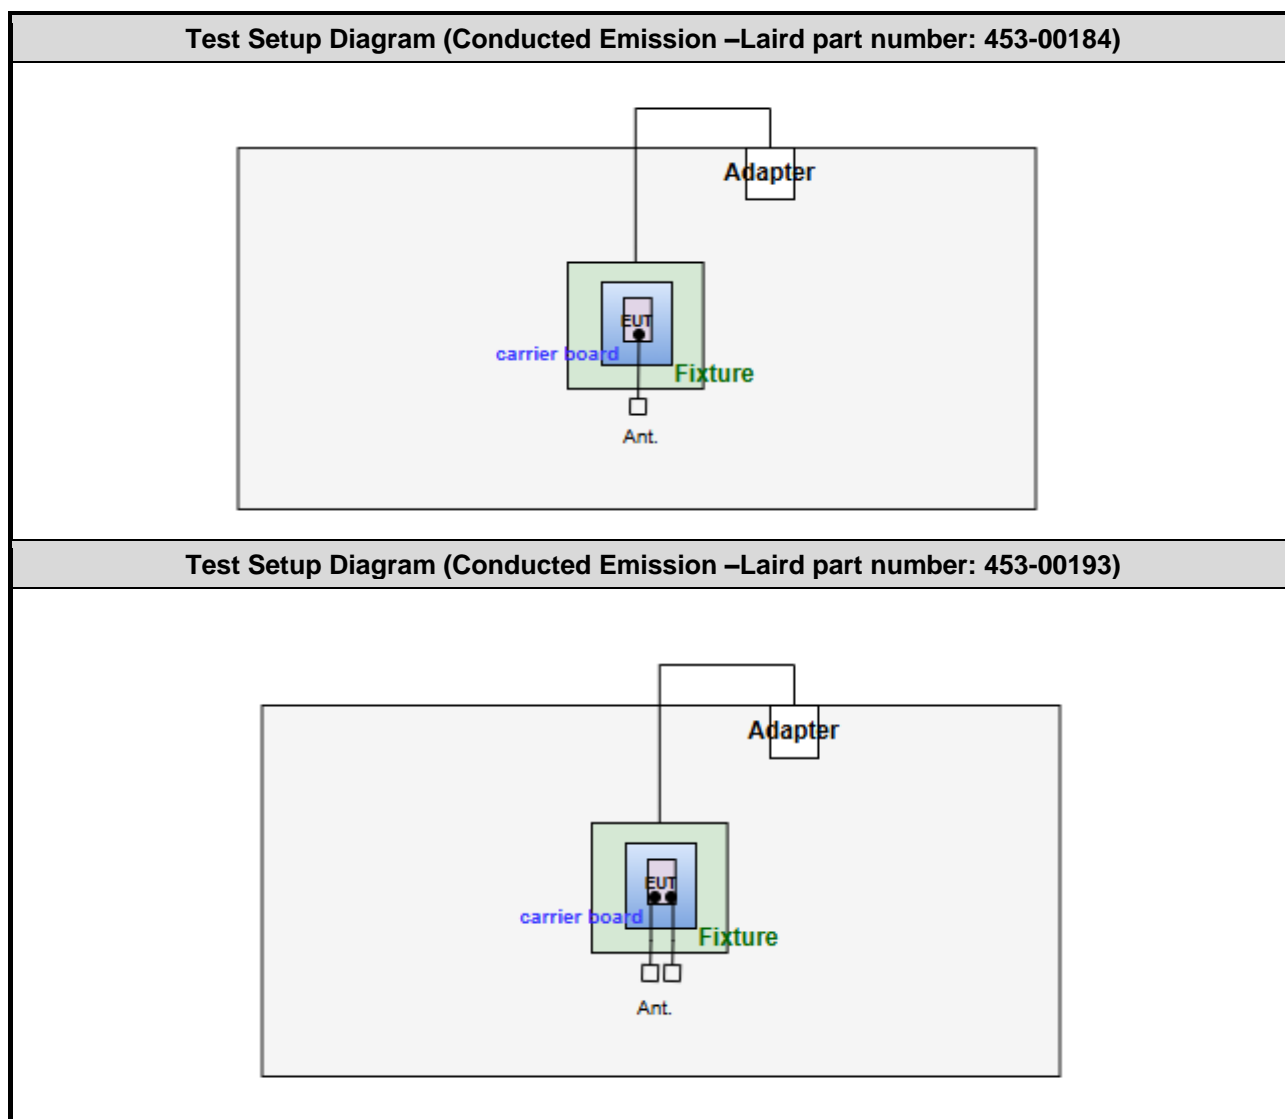 Test Setup Diagram (Conducted Emission –Laird part number: 453-00184)
Adapter
EUT
carrier board
Fixture
Ant.
Test Setup Diagram (Conducted Emission –Laird part number: 453-00193)
Adapter
EUT
carrier board
Fixture
Ant.